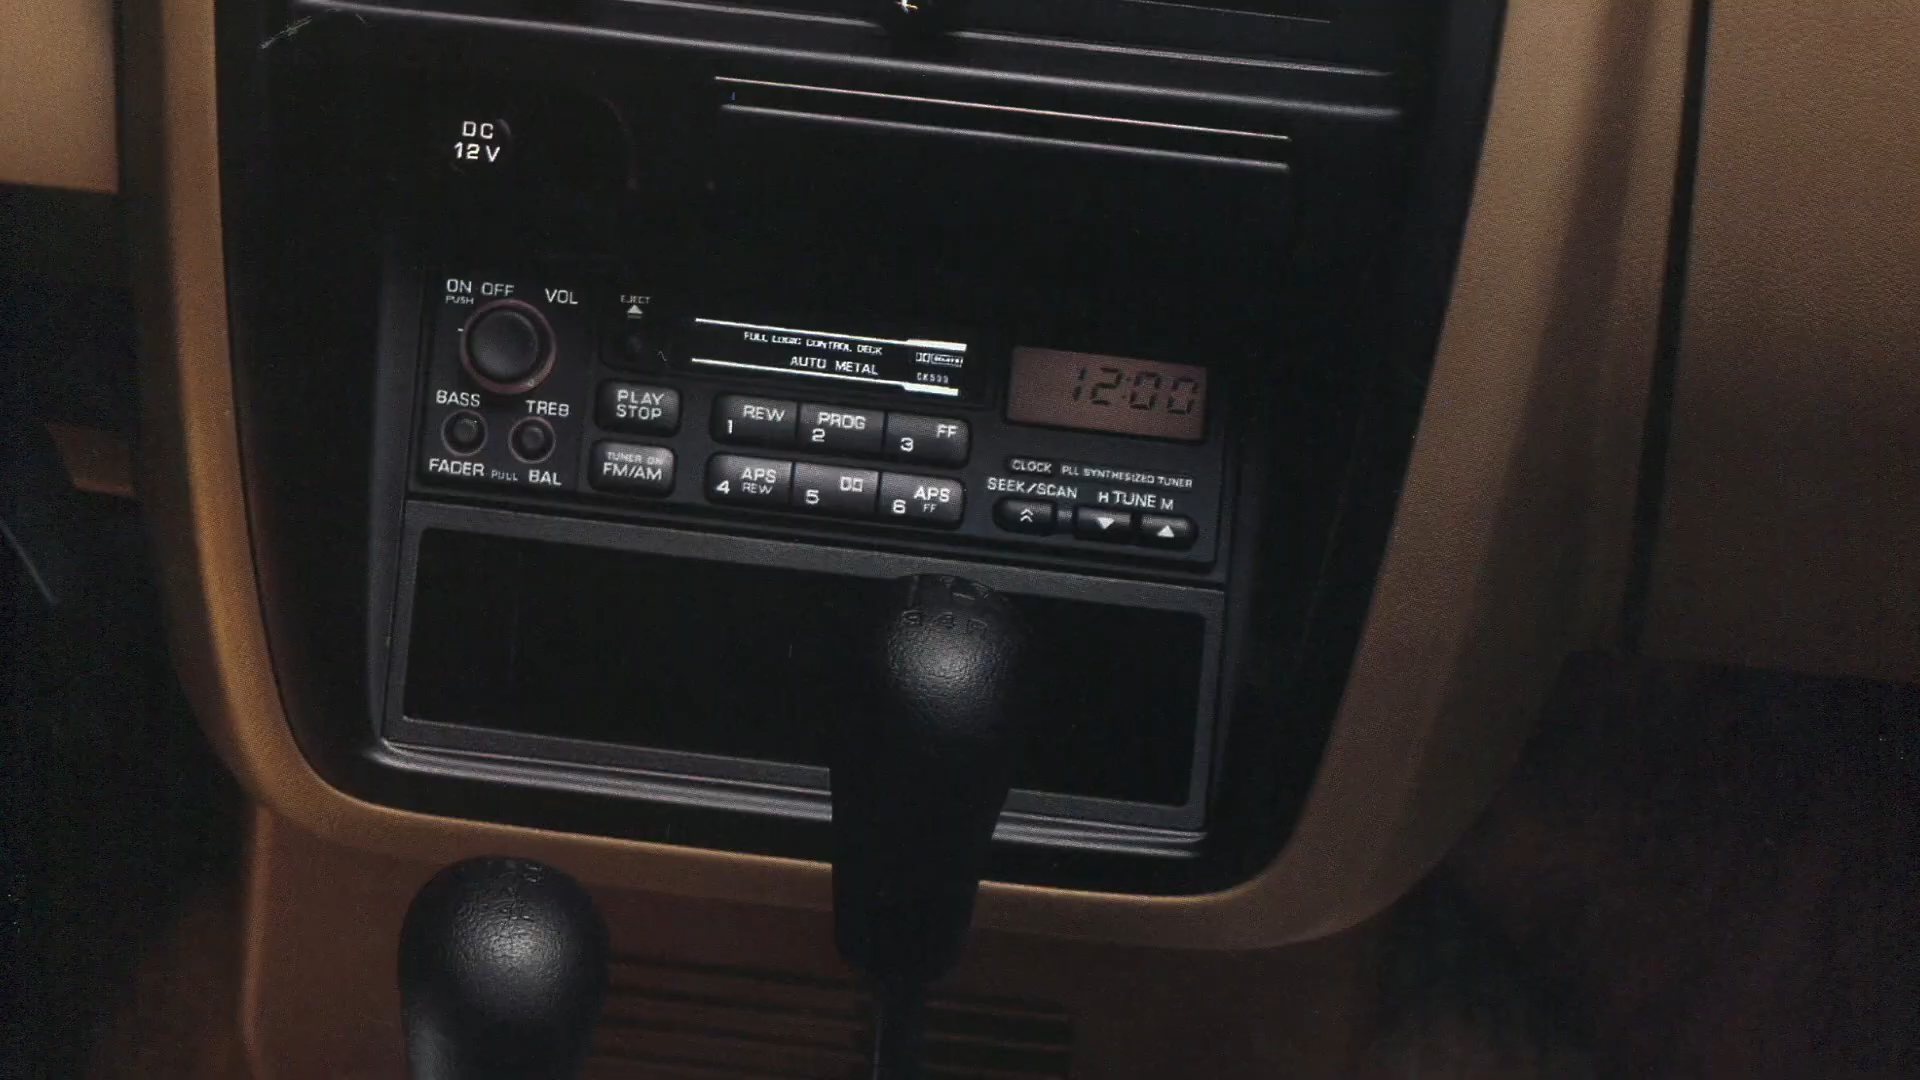 DC
12V
ON OFF
PUSH
VOL
EJECT
FULL LOGIC CONTROL DECK
AUTO METAL
12:00
BASS
TREB
FADER PULL BAL
PLAY
STOP
TUNER ON
FM/AM
1 REW
2 PROG
3 FF
4 APS
REW
5
6 APS
FF
CLOCK PLL SYNTHESIZED TUNER
SEEK/SCAN H TUNE M